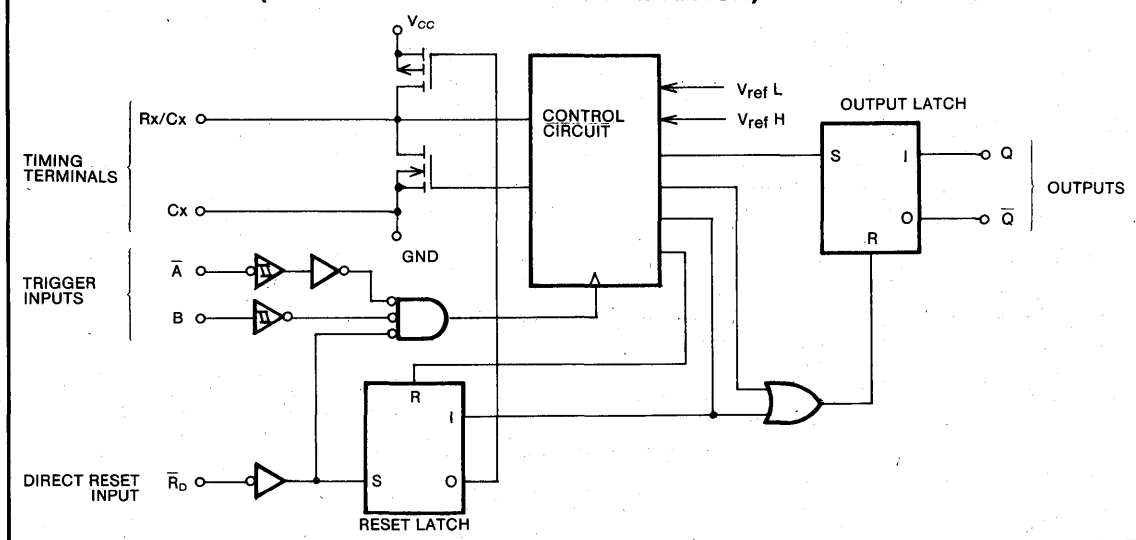 VCC
Rx/Cx
TIMING
TERMINALS
Cx
GND
CONTROL
CIRCUIT
Vref L
Vref H
OUTPUT LATCH
S I
O
R
Q
Q̅
OUTPUTS
TRIGGER
INPUTS
A̅
B
R
I
S O
RESET LATCH
DIRECT RESET
INPUT
R̅D